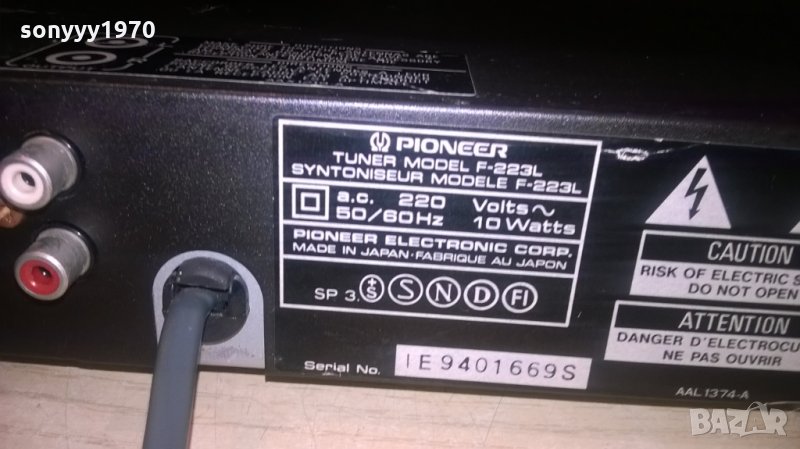 sonyyy1970
PIONEER
TUNER MODEL F-223L
SYNTONISEUR MODELE F-223L
a.c. 220 Volts~
50/60Hz 10 Watts
PIONEER ELECTRONIC CORP.
MADE IN JAPAN·FABRIQUE AU JAPON
SP 3. S S N D FI
Serial No. IE9401669S
CAUTION
RISK OF ELECTRIC S
DO NOT OPEN
ATTENTION
DANGER D'ELECTROCU
NE PAS OUVRIR
AAL1374-A
BAZAR